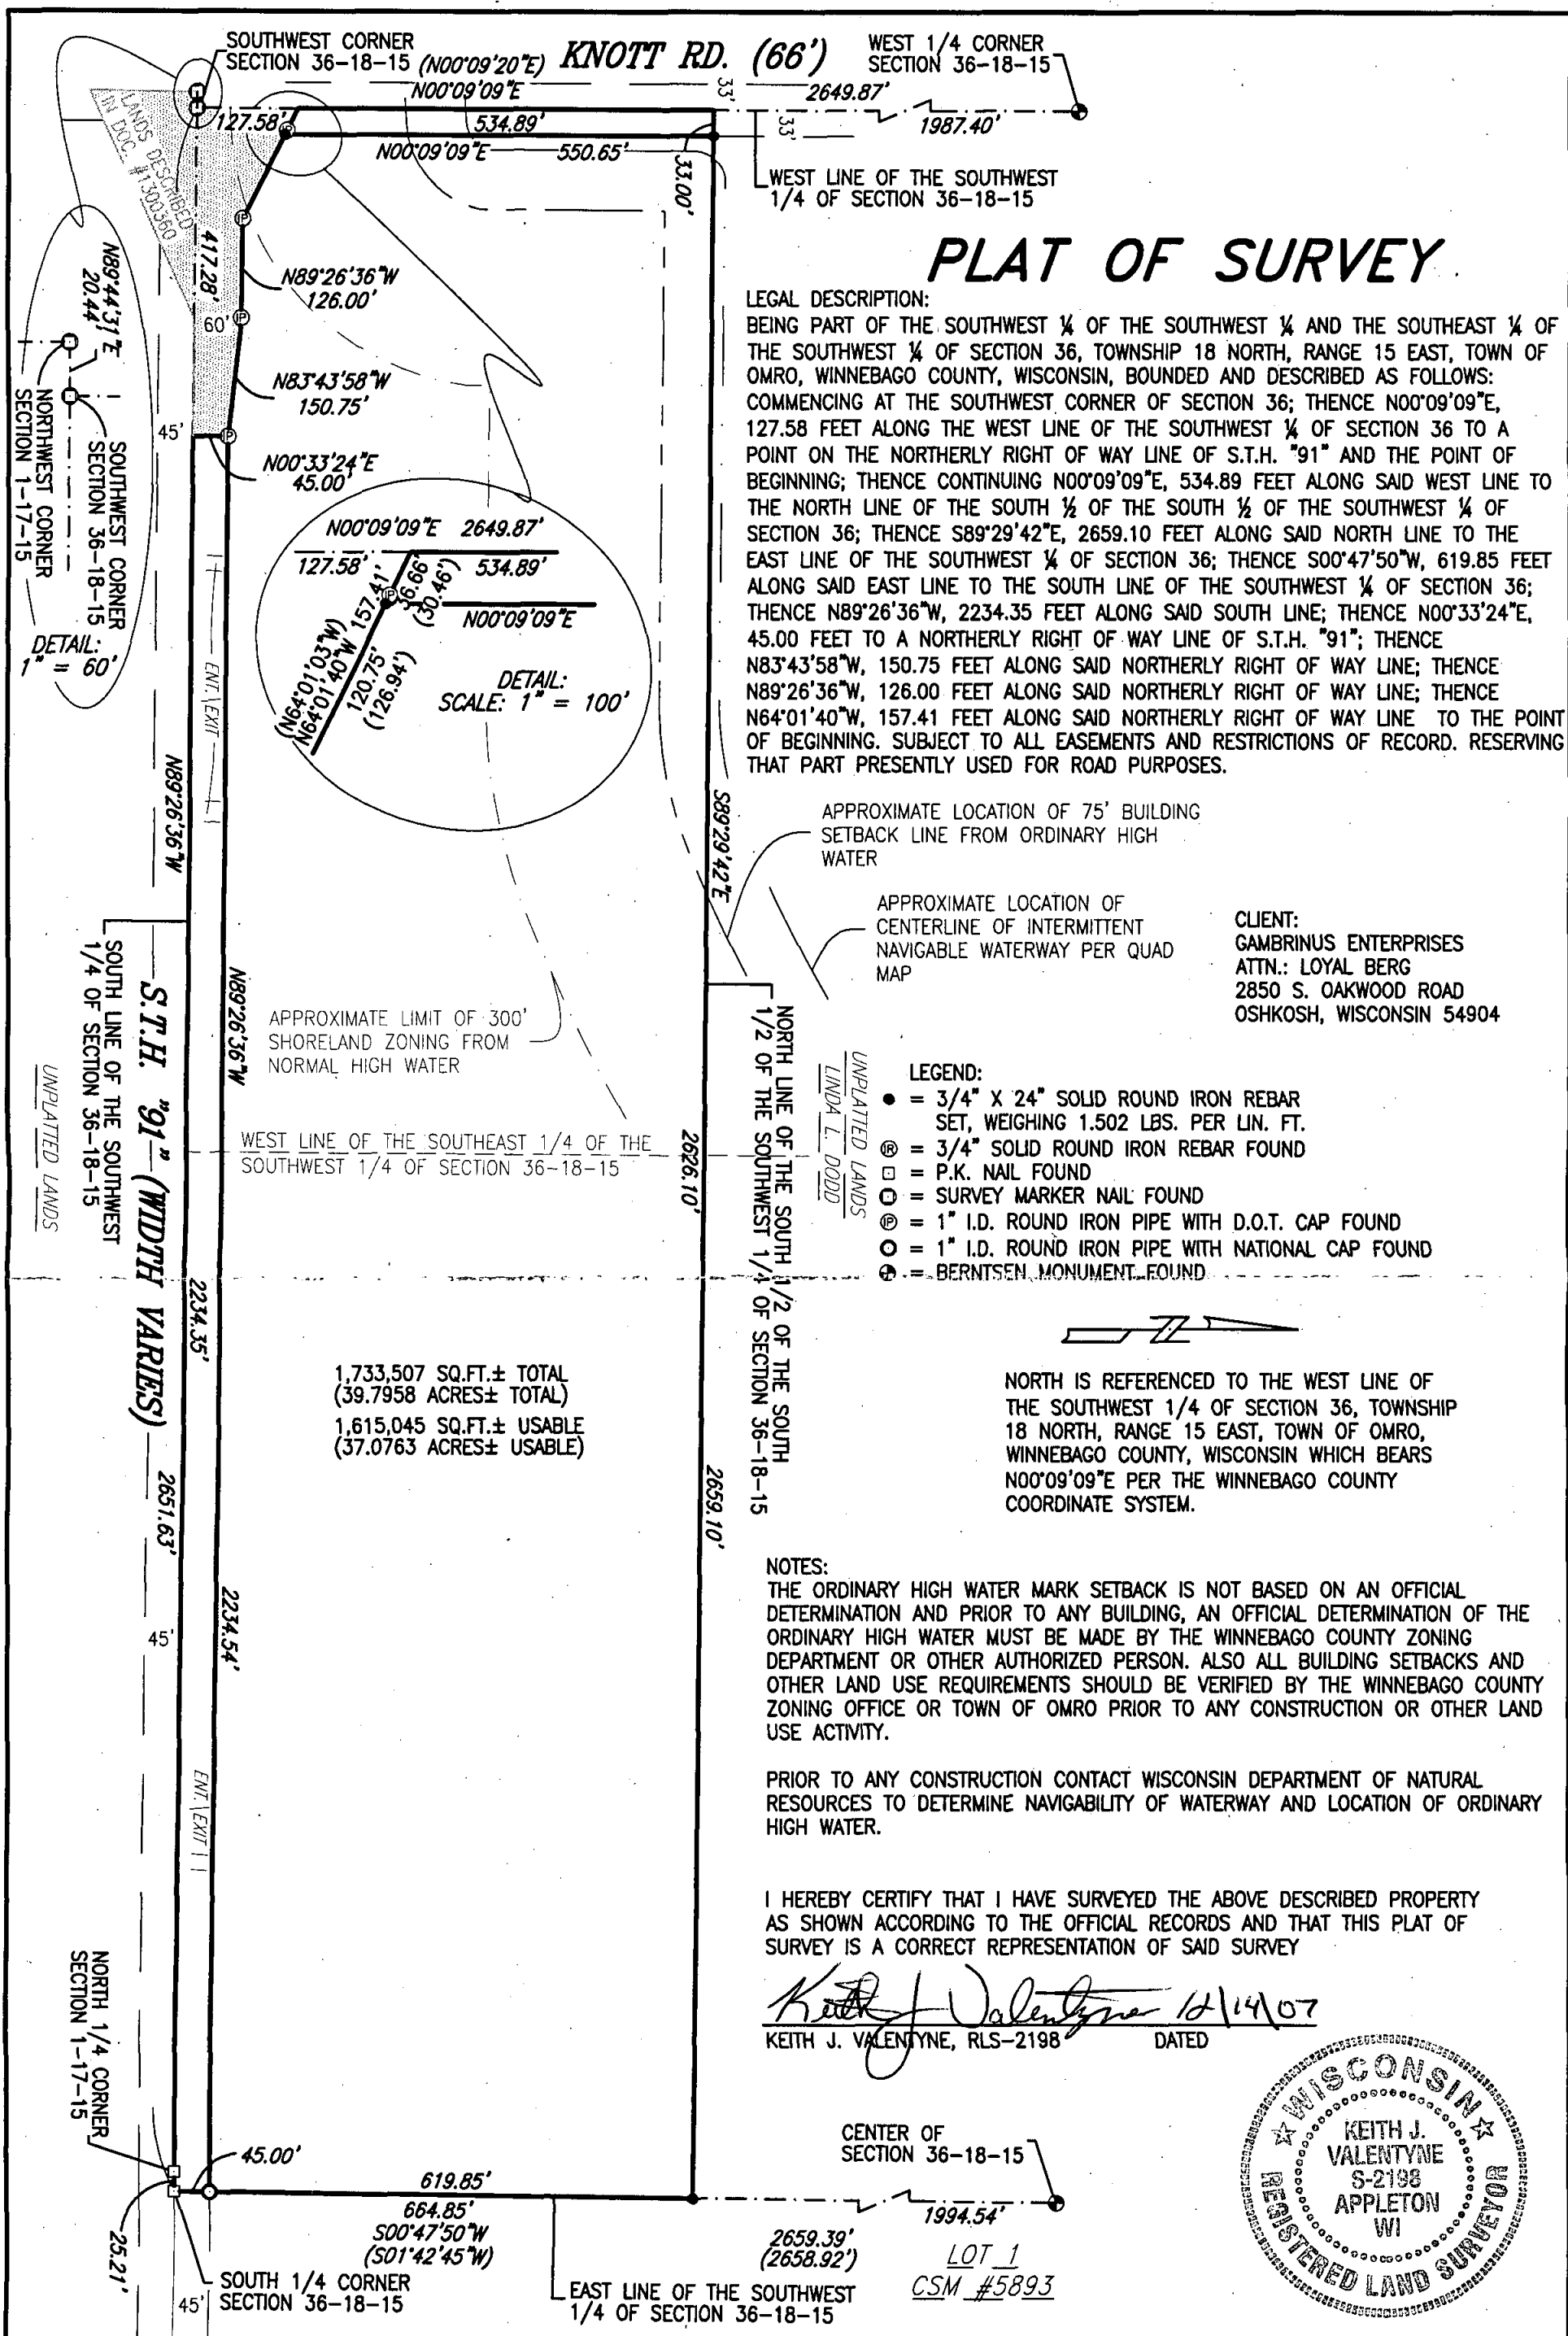 SOUTHWEST CORNER
SECTION 36-18-15
(N00°09'20"E)
KNOTT RD. (66')
WEST 1/4 CORNER
SECTION 36-18-15
N00°09'09"E
33'
2649.87'
127.58'
534.89'
33'
1987.40'
N00°09'09"E
550.65'
33.00'
WEST LINE OF THE SOUTHWEST
1/4 OF SECTION 36-18-15
LANDS DESCRIBED
IN DOC. #1300360
417.28'
N89°26'36"W
126.00'
60'
N83°43'58"W
150.75'
45'
N00°33'24"E
45.00'
N89°44'31"E
20.44'
SOUTHWEST CORNER
SECTION 36-18-15
NORTHWEST CORNER
SECTION 1-17-15
DETAIL:
1" = 60'
N00°09'09"E 2649.87'
127.58'
534.89'
157.41'
36.66'
(30.46')
N00°09'09"E
(N64°01'03"W)
N64°01'40"W
120.75'
(126.94')
DETAIL:
SCALE: 1" = 100'
PLAT OF SURVEY
LEGAL DESCRIPTION:
BEING PART OF THE SOUTHWEST ¼ OF THE SOUTHWEST ¼ AND THE SOUTHEAST ¼ OF
THE SOUTHWEST ¼ OF SECTION 36, TOWNSHIP 18 NORTH, RANGE 15 EAST, TOWN OF
OMRO, WINNEBAGO COUNTY, WISCONSIN, BOUNDED AND DESCRIBED AS FOLLOWS:
COMMENCING AT THE SOUTHWEST CORNER OF SECTION 36; THENCE N00°09'09"E,
127.58 FEET ALONG THE WEST LINE OF THE SOUTHWEST ¼ OF SECTION 36 TO A
POINT ON THE NORTHERLY RIGHT OF WAY LINE OF S.T.H. "91" AND THE POINT OF
BEGINNING; THENCE CONTINUING N00°09'09"E, 534.89 FEET ALONG SAID WEST LINE TO
THE NORTH LINE OF THE SOUTH ½ OF THE SOUTH ½ OF THE SOUTHWEST ¼ OF
SECTION 36; THENCE S89°29'42"E, 2659.10 FEET ALONG SAID NORTH LINE TO THE
EAST LINE OF THE SOUTHWEST ¼ OF SECTION 36; THENCE S00°47'50"W, 619.85 FEET
ALONG SAID EAST LINE TO THE SOUTH LINE OF THE SOUTHWEST ¼ OF SECTION 36;
THENCE N89°26'36"W, 2234.35 FEET ALONG SAID SOUTH LINE; THENCE N00°33'24"E,
45.00 FEET TO A NORTHERLY RIGHT OF WAY LINE OF S.T.H. "91"; THENCE
N83°43'58"W, 150.75 FEET ALONG SAID NORTHERLY RIGHT OF WAY LINE; THENCE
N89°26'36"W, 126.00 FEET ALONG SAID NORTHERLY RIGHT OF WAY LINE; THENCE
N64°01'40"W, 157.41 FEET ALONG SAID NORTHERLY RIGHT OF WAY LINE TO THE POINT
OF BEGINNING. SUBJECT TO ALL EASEMENTS AND RESTRICTIONS OF RECORD. RESERVING
THAT PART PRESENTLY USED FOR ROAD PURPOSES.
ENT. EXIT
N89°26'36"W
S89°29'42"E
APPROXIMATE LOCATION OF 75' BUILDING
SETBACK LINE FROM ORDINARY HIGH
WATER
APPROXIMATE LOCATION OF
CENTERLINE OF INTERMITTENT
NAVIGABLE WATERWAY PER QUAD
MAP
CLIENT:
GAMBRINUS ENTERPRISES
ATTN.: LOYAL BERG
2850 S. OAKWOOD ROAD
OSHKOSH, WISCONSIN 54904
SOUTH LINE OF THE SOUTHWEST
1/4 OF SECTION 36-18-15
S.T.H. "91" (WIDTH VARIES)
UNPLATTED LANDS
N89°26'36"W
APPROXIMATE LIMIT OF 300'
SHORELAND ZONING FROM
NORMAL HIGH WATER
WEST LINE OF THE SOUTHEAST 1/4 OF THE
SOUTHWEST 1/4 OF SECTION 36-18-15
2626.10'
NORTH LINE OF THE SOUTH 1/2 OF THE SOUTH
1/2 OF THE SOUTHWEST 1/4 OF SECTION 36-18-15
UNPLATTED LANDS
LINDA L. DODD
LEGEND:
● = 3/4" X 24" SOLID ROUND IRON REBAR
SET, WEIGHING 1.502 LBS. PER LIN. FT.
IR = 3/4" SOLID ROUND IRON REBAR FOUND
= P.K. NAIL FOUND
= SURVEY MARKER NAIL FOUND
IP = 1" I.D. ROUND IRON PIPE WITH D.O.T. CAP FOUND
= 1" I.D. ROUND IRON PIPE WITH NATIONAL CAP FOUND
= BERNTSEN MONUMENT FOUND
2234.35'
1,733,507 SQ.FT.± TOTAL
(39.7958 ACRES± TOTAL)
1,615,045 SQ.FT.± USABLE
(37.0763 ACRES± USABLE)
2651.63'
2659.10'
NORTH IS REFERENCED TO THE WEST LINE OF
THE SOUTHWEST 1/4 OF SECTION 36, TOWNSHIP
18 NORTH, RANGE 15 EAST, TOWN OF OMRO,
WINNEBAGO COUNTY, WISCONSIN WHICH BEARS
N00°09'09"E PER THE WINNEBAGO COUNTY
COORDINATE SYSTEM.
2234.54'
45'
NOTES:
THE ORDINARY HIGH WATER MARK SETBACK IS NOT BASED ON AN OFFICIAL
DETERMINATION AND PRIOR TO ANY BUILDING, AN OFFICIAL DETERMINATION OF THE
ORDINARY HIGH WATER MUST BE MADE BY THE WINNEBAGO COUNTY ZONING
DEPARTMENT OR OTHER AUTHORIZED PERSON. ALSO ALL BUILDING SETBACKS AND
OTHER LAND USE REQUIREMENTS SHOULD BE VERIFIED BY THE WINNEBAGO COUNTY
ZONING OFFICE OR TOWN OF OMRO PRIOR TO ANY CONSTRUCTION OR OTHER LAND
USE ACTIVITY.
PRIOR TO ANY CONSTRUCTION CONTACT WISCONSIN DEPARTMENT OF NATURAL
RESOURCES TO DETERMINE NAVIGABILITY OF WATERWAY AND LOCATION OF ORDINARY
HIGH WATER.
ENT. EXIT
I HEREBY CERTIFY THAT I HAVE SURVEYED THE ABOVE DESCRIBED PROPERTY
AS SHOWN ACCORDING TO THE OFFICIAL RECORDS AND THAT THIS PLAT OF
SURVEY IS A CORRECT REPRESENTATION OF SAID SURVEY
Keith J Valentyne 12/14/07
KEITH J. VALENTYNE, RLS-2198
DATED
WISCONSIN
KEITH J.
VALENTYNE
S-2198
APPLETON
WI
REGISTERED LAND SURVEYOR
NORTH 1/4 CORNER
SECTION 1-17-15
45.00'
619.85'
664.85'
S00°47'50"W
(S01°42'45"W)
25.21'
SOUTH 1/4 CORNER
SECTION 36-18-15
45'
EAST LINE OF THE SOUTHWEST
1/4 OF SECTION 36-18-15
CENTER OF
SECTION 36-18-15
1994.54'
2659.39'
(2658.92')
LOT 1
CSM #5893